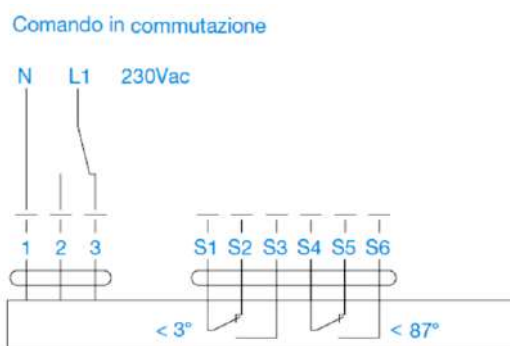 Comando in commutazione
N L1 230Vac
1 2 3 S1 S2 S3 S4 S5 S6
< 3° < 87°